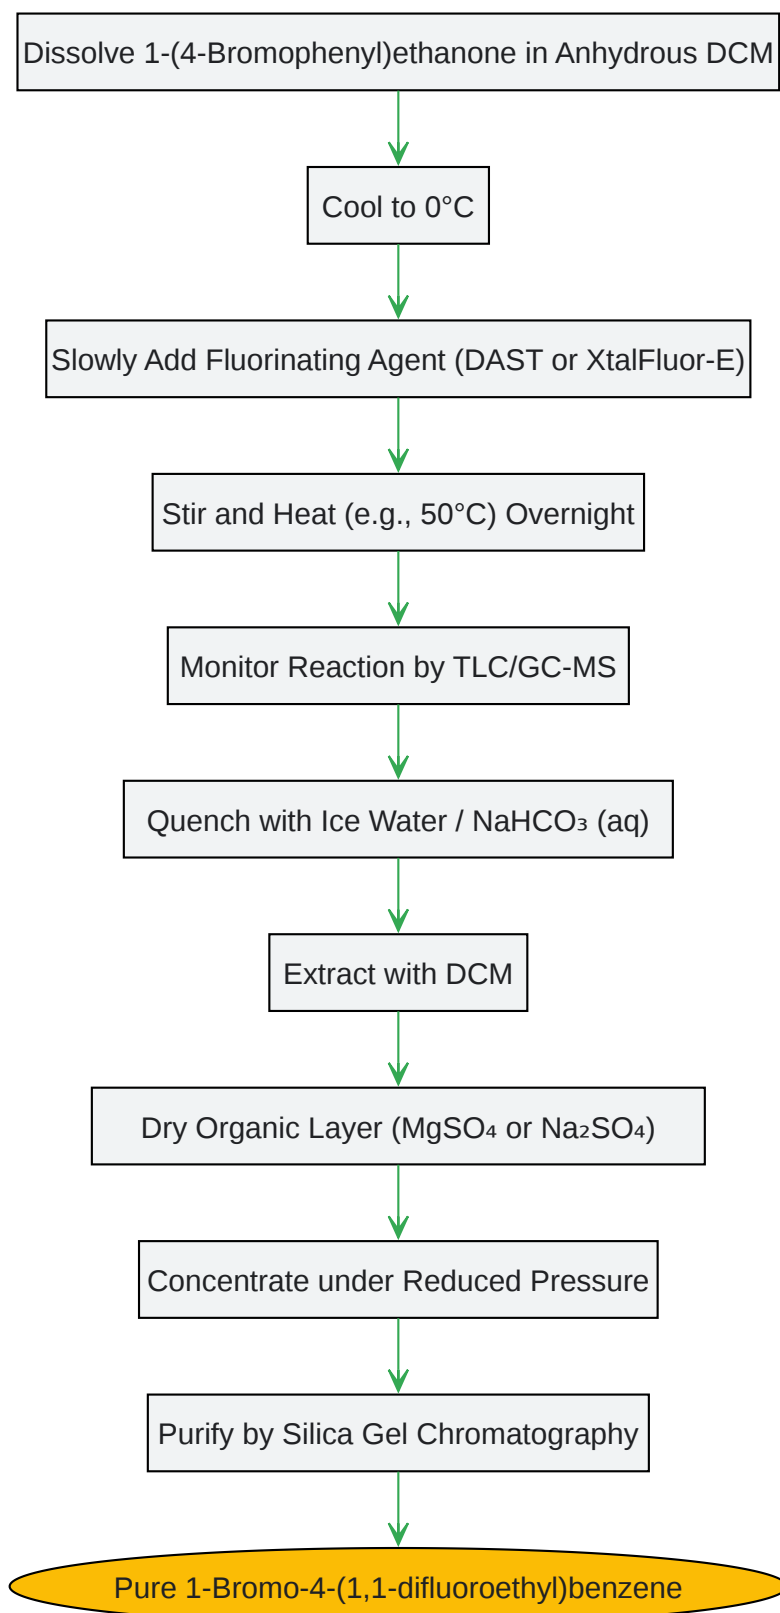 Dissolve 1-(4-Bromophenyl)ethanone in Anhydrous DCM
Cool to 0°C
Slowly Add Fluorinating Agent (DAST or XtalFluor-E)
Stir and Heat (e.g., 50°C) Overnight
Monitor Reaction by TLC/GC-MS
Quench with Ice Water / NaHCO₃ (aq)
Extract with DCM
Dry Organic Layer (MgSO₄ or Na₂SO₄)
Concentrate under Reduced Pressure
Purify by Silica Gel Chromatography
Pure 1-Bromo-4-(1,1-difluoroethyl)benzene